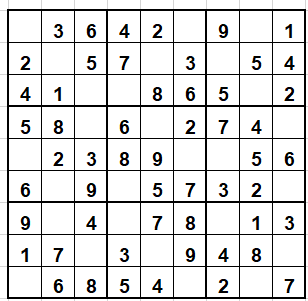 3 6 4 2 9 1
2 5 7 3 5 4
4 1 8 6 5 2
5 8 6 2 7 4
2 3 8 9 5 6
6 9 5 7 3 2
9 4 7 8 1 3
1 7 3 9 4 8
6 8 5 4 2 7